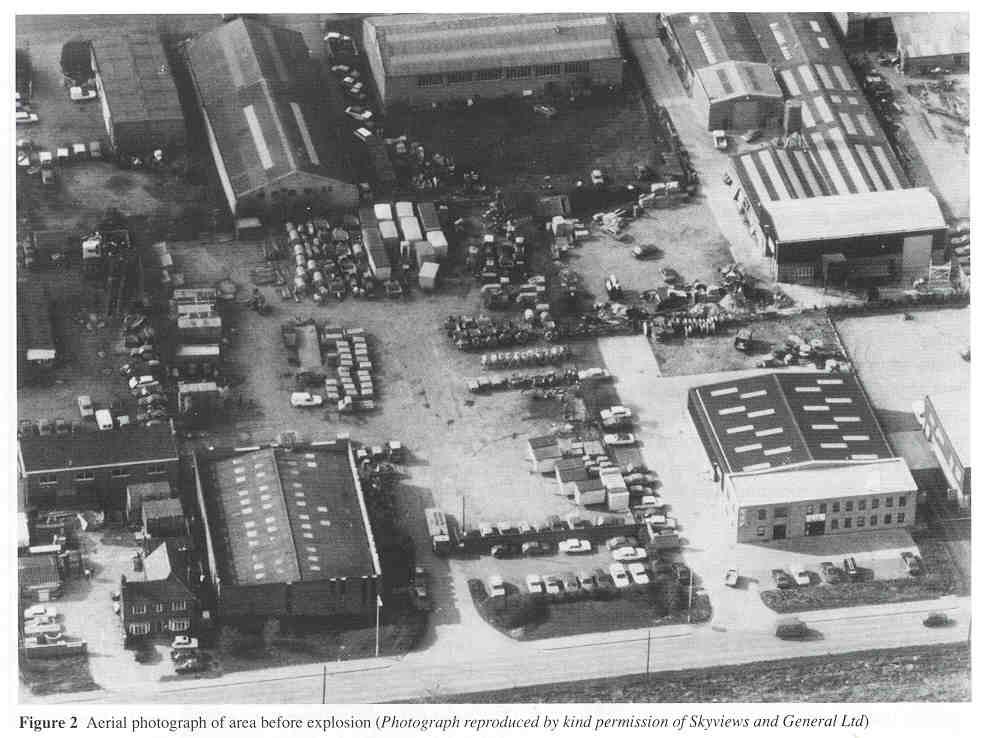 Figure 2 Aerial photograph of area before explosion (Photograph reproduced by kind permission of Skyviews and General Ltd)